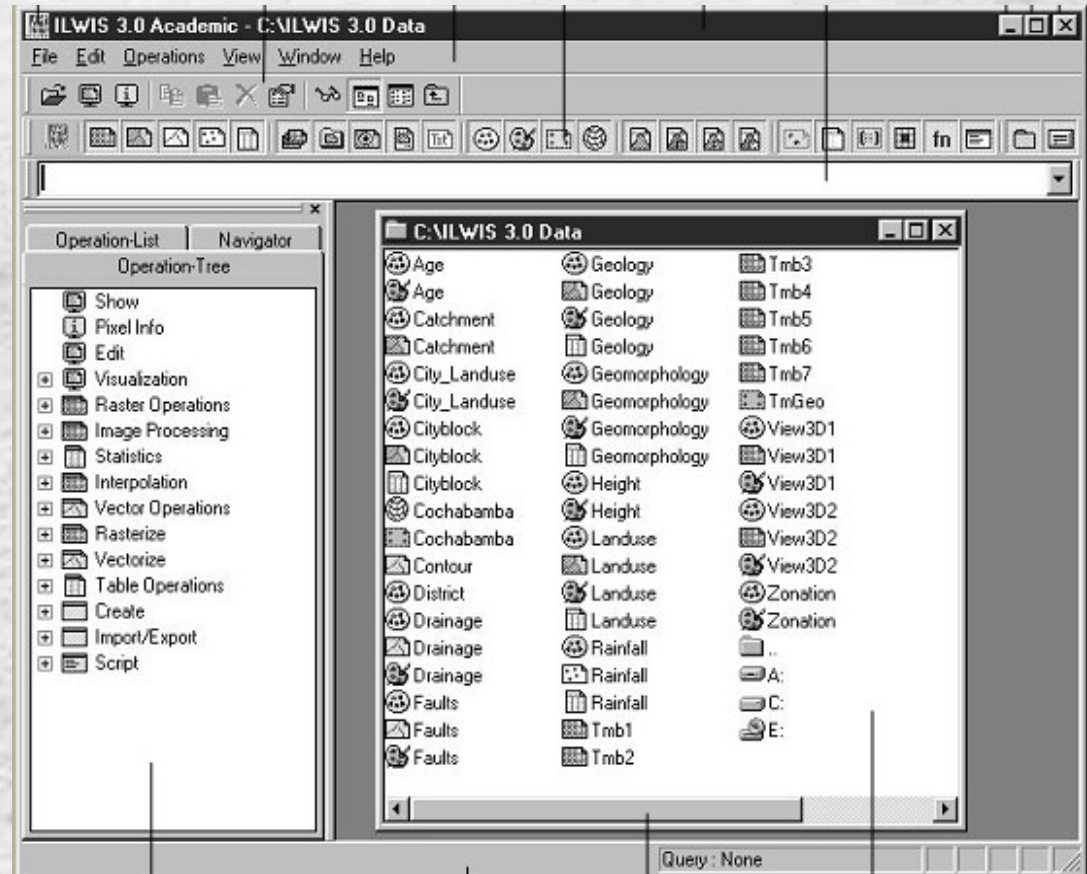 ILWIS 3.0 Academic - C:\ILWIS 3.0 Data
File Edit Operations View Window Help
Txt fn
Operation-List Navigator
Operation-Tree
Show
Pixel Info
Edit
Visualization
Raster Operations
Image Processing
Statistics
Interpolation
Vector Operations
Rasterize
Vectorize
Table Operations
Create
Import/Export
Script
C:\ILWIS 3.0 Data
Age
Age
Catchment
Catchment
City_Landuse
City_Landuse
Cityblock
Cityblock
Cityblock
Cochabamba
Cochabamba
Contour
District
Drainage
Drainage
Drainage
Faults
Faults
Faults
Geology
Geology
Geology
Geology
Geomorphology
Geomorphology
Geomorphology
Geomorphology
Height
Height
Landuse
Landuse
Landuse
Landuse
Rainfall
Rainfall
Rainfall
Tmb1
Tmb2
Tmb3
Tmb4
Tmb5
Tmb6
Tmb7
TmGeo
View3D1
View3D1
View3D1
View3D2
View3D2
View3D2
Zonation
Zonation
..
A:
C:
E:
Query : None